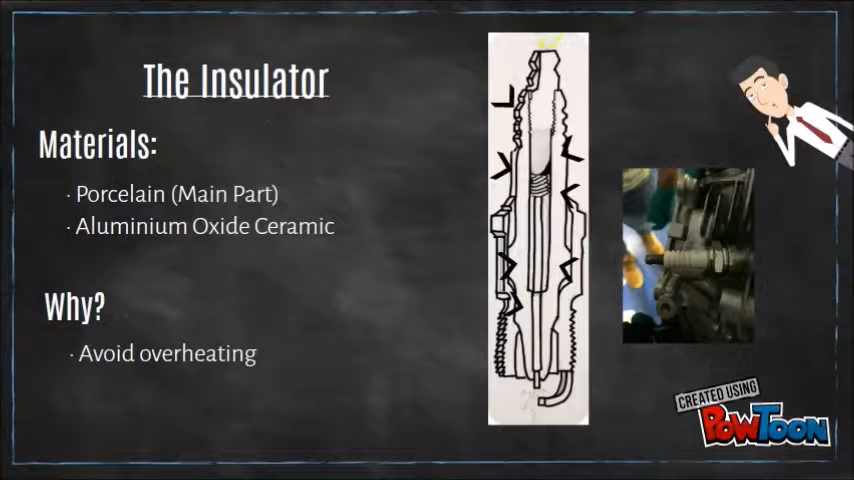 The Insulator
Materials:
· Porcelain (Main Part)
· Aluminium Oxide Ceramic
Why?
· Avoid overheating
CREATED USING
POWTOON